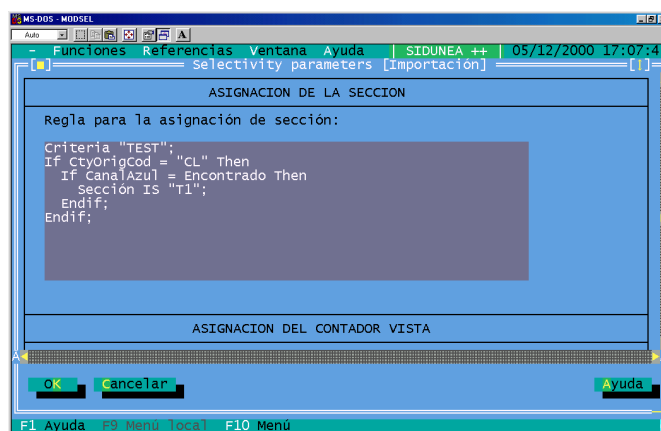 MS-DOS - MODSEL
Auto
A
- Funciones Referencias Ventana Ayuda | SIDUNEA ++ | 05/12/2000 17:07:4
Selectivity parameters [Importación]
ASIGNACION DE LA SECCION
Regla para la asignación de sección:
Criteria "TEST";
If CtyOrigCod = "CL" Then
If CanalAzul = Encontrado Then
Sección IS "T1";
Endif;
Endif;
ASIGNACION DEL CONTADOR VISTA
A
OK Cancelar Ayuda
F1 Ayuda F9 Menú local F10 Menú